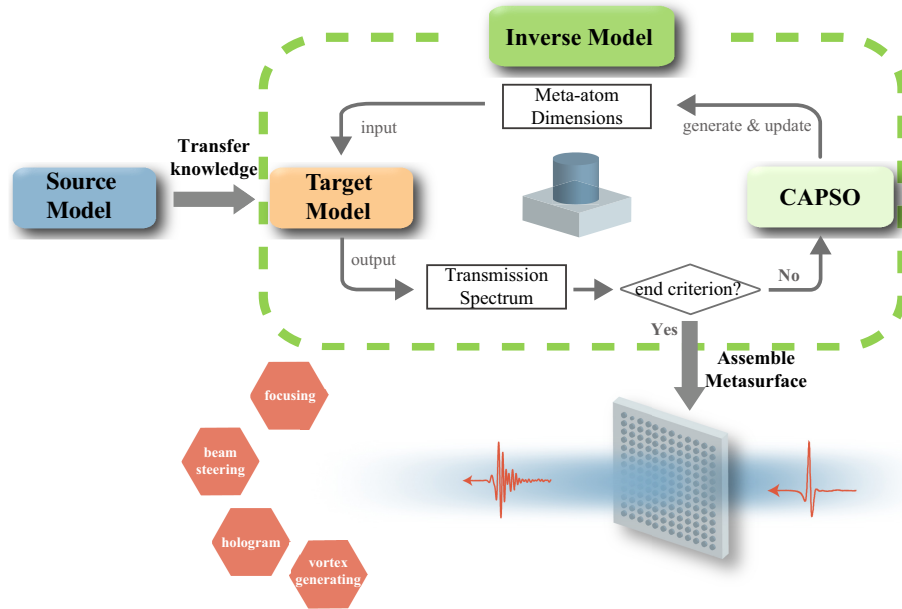 Inverse Model
Meta-atom
Dimensions
input
generate & update
Transfer
knowledge
Source
Model
Target
Model
CAPSO
output
Transmission
Spectrum
end criterion?
No
Yes
Assemble
Metasurface
focusing
beam
steering
hologram
vortex
generating